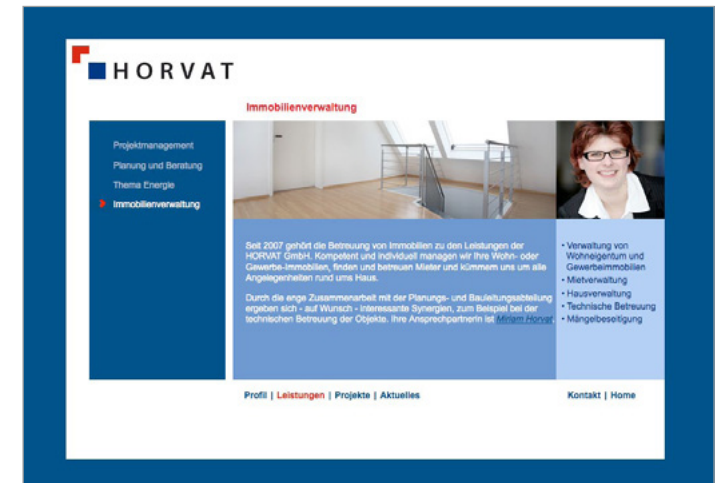 HORVAT
Immobilienverwaltung
Projektmanagement
Planung und Beratung
Thema Energie
Immobilienverwaltung
Seit 2007 gehört die Betreuung von Immobilien zu den Leistungen der
HORVAT GmbH. Kompetent und individuell managen wir Ihre Wohn- oder
Gewerbe-Immobilien, finden und betreuen Mieter und kümmern uns um alle
Angelegenheiten rund ums Haus.
Durch die enge Zusammenarbeit mit der Planungs- und Bauleitungsabteilung
ergeben sich - auf Wunsch - interessante Synergien, zum Beispiel bei der
technischen Betreuung der Objekte. Ihre Ansprechpartnerin ist Miriam Horvat.
• Verwaltung von
Wohneigentum und
Gewerbeimmobilien
• Mietverwaltung
• Hausverwaltung
• Technische Betreuung
• Mängelbeseitigung
Profil | Leistungen | Projekte | Aktuelles
Kontakt | Home